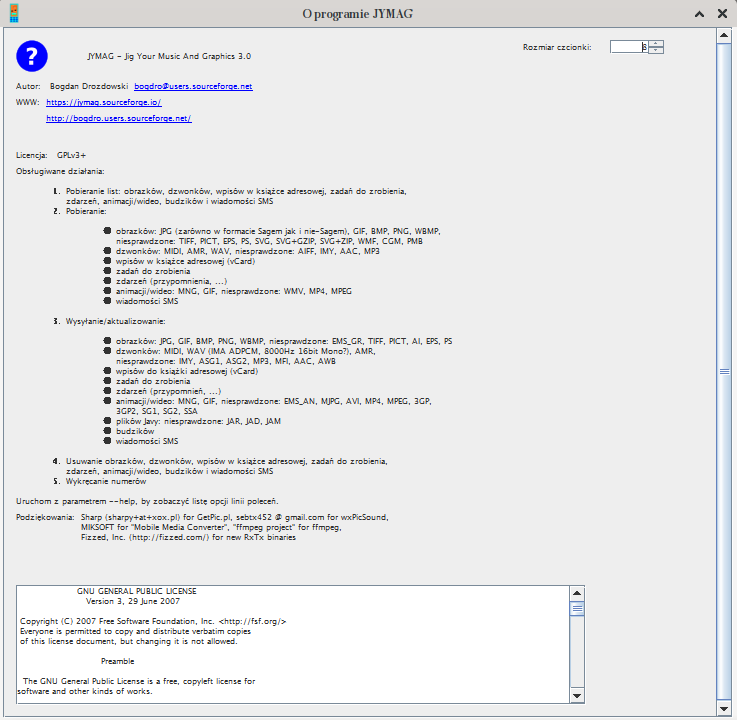 O programie JYMAG
?
JYMAG - Jig Your Music And Graphics 3.0
Rozmiar czcionki: 8
Autor: Bogdan Drozdowski bogdro@users.sourceforge.net
WWW: https://jymag.sourceforge.io/
http://bogdro.users.sourceforge.net/
Licencja: GPLv3+
Obsługiwane działania:
1. Pobieranie list: obrazków, dzwonków, wpisów w książce adresowej, zadań do zrobienia,
zdarzeń, animacji/wideo, budzików i wiadomości SMS
2. Pobieranie:
● obrazków: JPG (zarówno w formacie Sagem jak i nie-Sagem), GIF, BMP, PNG, WBMP,
niesprawdzone: TIFF, PICT, EPS, PS, SVG, SVG+GZIP, SVG+ZIP, WMF, CGM, PMB
● dzwonków: MIDI, AMR, WAV, niesprawdzone: AIFF, IMY, AAC, MP3
● wpisów w książce adresowej (vCard)
● zadań do zrobienia
● zdarzeń (przypomnienia, ...)
● animacji/wideo: MNG, GIF, niesprawdzone: WMV, MP4, MPEG
● wiadomości SMS
3. Wysyłanie/aktualizowanie:
● obrazków: JPG, GIF, BMP, PNG, WBMP, niesprawdzone: EMS_GR, TIFF, PICT, AI, EPS, PS
● dzwonków: MIDI, WAV (IMA ADPCM, 8000Hz 16bit Mono?), AMR,
niesprawdzone: IMY, ASG1, ASG2, MP3, MFI, AAC, AWB
● wpisów do książki adresowej (vCard)
● zadań do zrobienia
● zdarzeń (przypomnień, ...)
● animacji/wideo: MNG, GIF, niesprawdzone: EMS_AN, MJPG, AVI, MP4, MPEG, 3GP,
3GP2, SG1, SG2, SSA
● plików Javy: niesprawdzone: JAR, JAD, JAM
● budzików
● wiadomości SMS
4. Usuwanie obrazków, dzwonków, wpisów w książce adresowej, zadań do zrobienia,
zdarzeń, animacji/wideo, budzików i wiadomości SMS
5. Wykręcanie numerów
Uruchom z parametrem --help, by zobaczyć listę opcji linii poleceń.
Podziękowania: Sharp (sharpy+at+xox.pl) for GetPic.pl, sebtx452 @ gmail.com for wxPicSound,
MIKSOFT for "Mobile Media Converter", "ffmpeg project" for ffmpeg,
Fizzed, Inc. (http://fizzed.com/) for new RxTx binaries
GNU GENERAL PUBLIC LICENSE
Version 3, 29 June 2007
Copyright (C) 2007 Free Software Foundation, Inc. <http://fsf.org/>
Everyone is permitted to copy and distribute verbatim copies
of this license document, but changing it is not allowed.
Preamble
The GNU General Public License is a free, copyleft license for
software and other kinds of works.